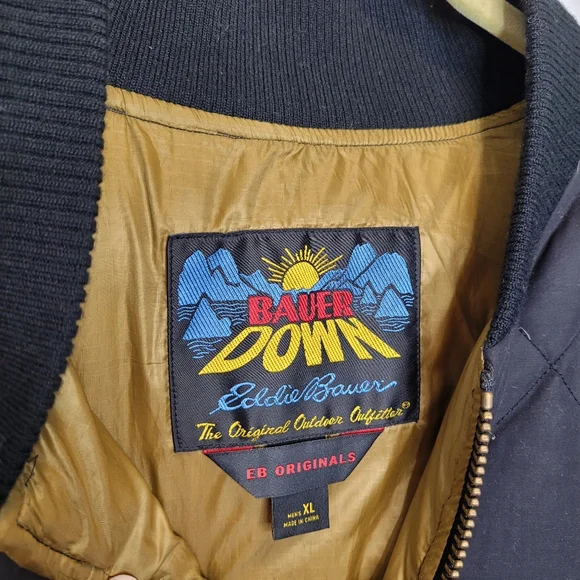 BAUER
DOWN
Eddie Bauer
The Original Outdoor Outfitter®
EB ORIGINALS
MEN'S XL
MADE IN CHINA